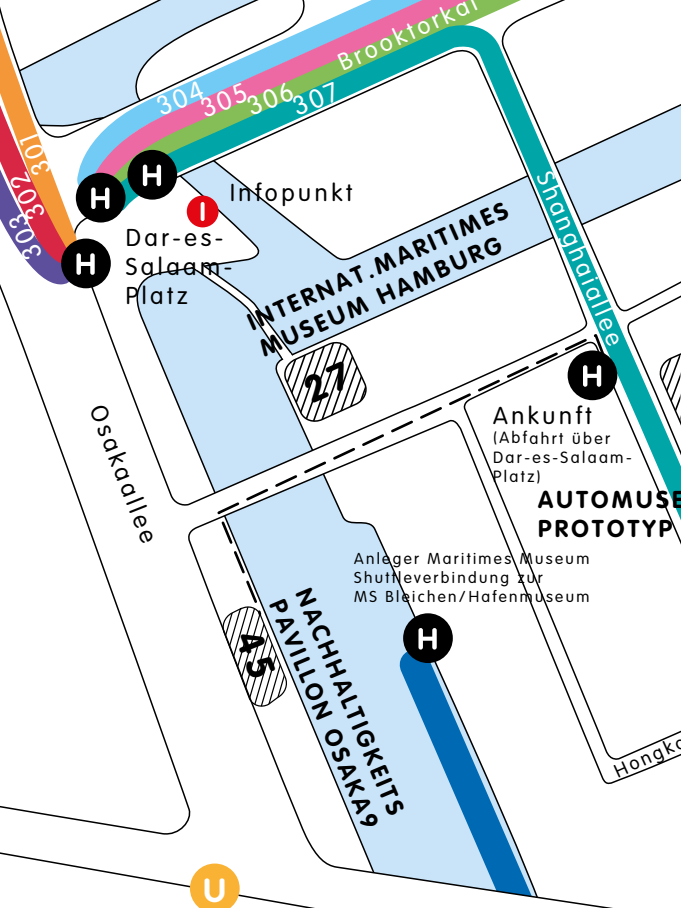 Brooktorkai
304
305
306
307
301
302
303
H
H
H
I
Infopunkt
Dar-es-
Salaam-
Platz
INTERNAT.MARITIMES
MUSEUM HAMBURG
27
Shanghaiallee
H
Ankunft
(Abfahrt über
Dar-es-Salaam-
Platz)
AUTOMUSE
PROTOTYP
Osakaallee
Anleger Maritimes Museum
Shuttleverbindung zur
MS Bleichen/Hafenmuseum
H
45
NACHHALTIGKEITS
PAVILLON OSAKA9
Hongko
U